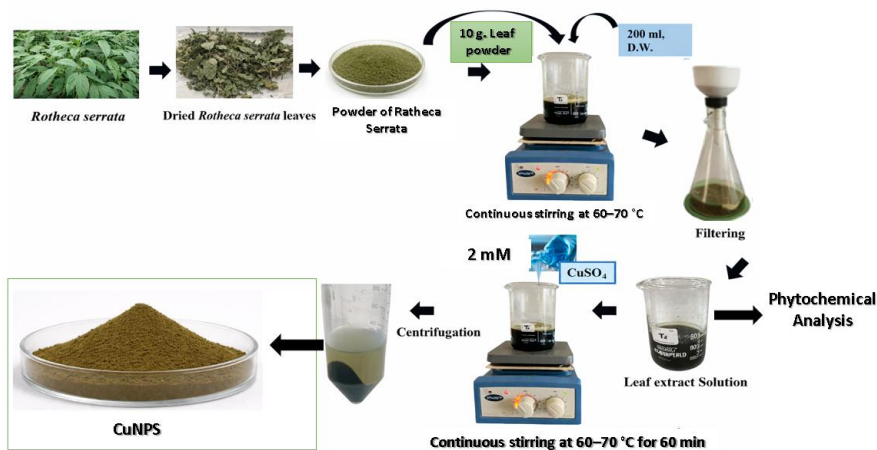 10 g. Leaf
powder
200 ml,
D.W.
Rotheca serrata
Dried Rotheca serrata leaves
Powder of Ratheca
Serrata
Continuous stirring at 60–70 °C
Filtering
2 mM
CuSO₄
Phytochemical
Analysis
Centrifugation
Leaf extract Solution
CuNPS
Continuous stirring at 60–70 °C for 60 min